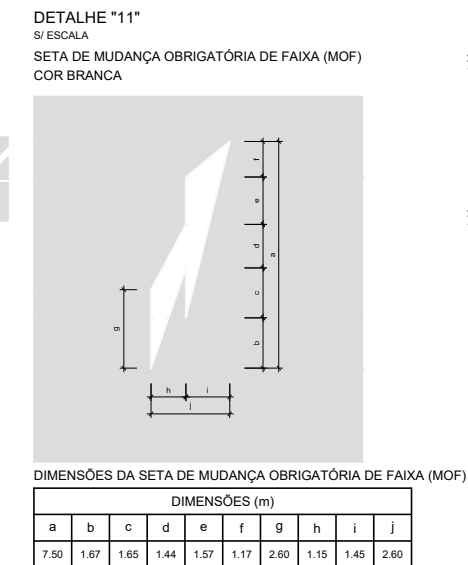 DETALHE "11"
S/ ESCALA
SETA DE MUDANÇA OBRIGATÓRIA DE FAIXA (MOF)
COR BRANCA
f
e
d
a
c
g
b
h i
j
DIMENSÕES DA SETA DE MUDANÇA OBRIGATÓRIA DE FAIXA (MOF)
DIMENSÕES (m)
a b c d e f g h i j
7.50 1.67 1.65 1.44 1.57 1.17 2.60 1.15 1.45 2.60